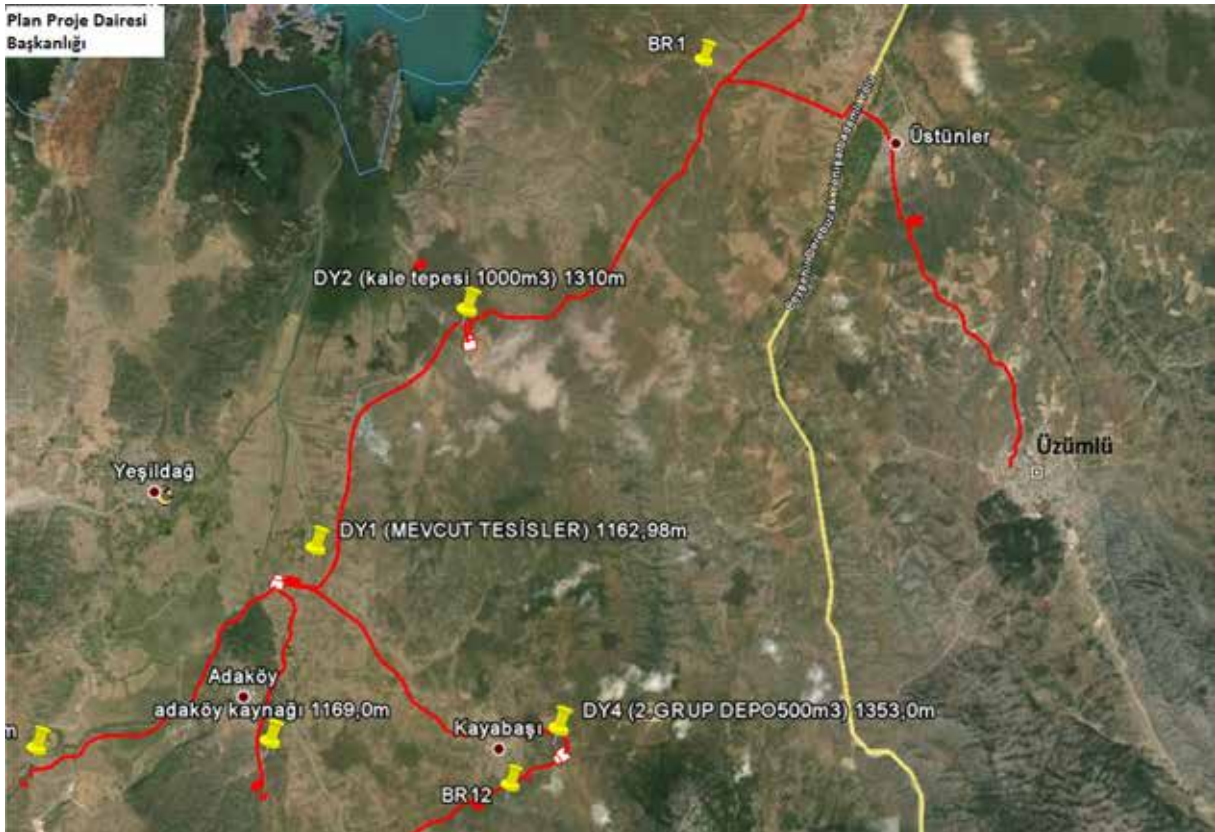 Plan Proje Dairesi
Başkanlığı
BR1
Üstünler
DY2 (kale tepesi 1000m3) 1310m
Üzümlü
Yeşildağ
DY1 (MEVCUT TESİSLER) 1162,98m
Adaköy
adaköy kaynağı 1169,0m
DY4 (2.GRUP DEPO500m3) 1353,0m
m
Kayabaşı
BR12